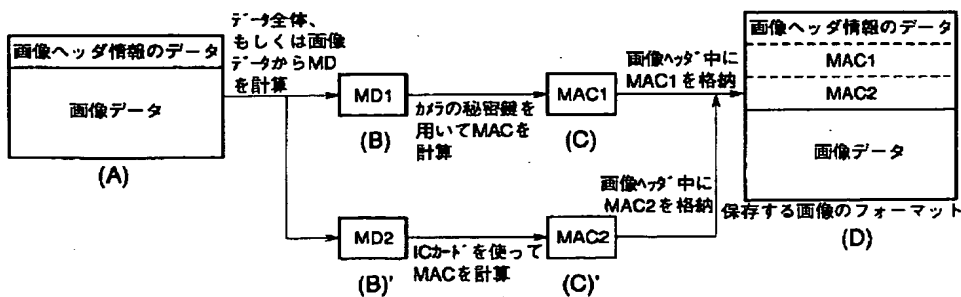 画像ヘッダ情報のデータ
画像データ
(A)
ﾃﾞｰﾀ全体、
もしくは画像
ﾃﾞｰﾀからMD
を計算
MD1
(B)
ｶﾒﾗの秘密鍵を
用いてMACを
計算
MAC1
(C)
画像ﾍｯﾀﾞ中に
MAC1を格納
MD2
(B)'
ICｶｰﾄﾞを使って
MACを計算
MAC2
(C)'
画像ﾍｯﾀﾞ中に
MAC2を格納
画像ヘッダ情報のデータ
MAC1
MAC2
画像データ
保存する画像のフォーマット
(D)